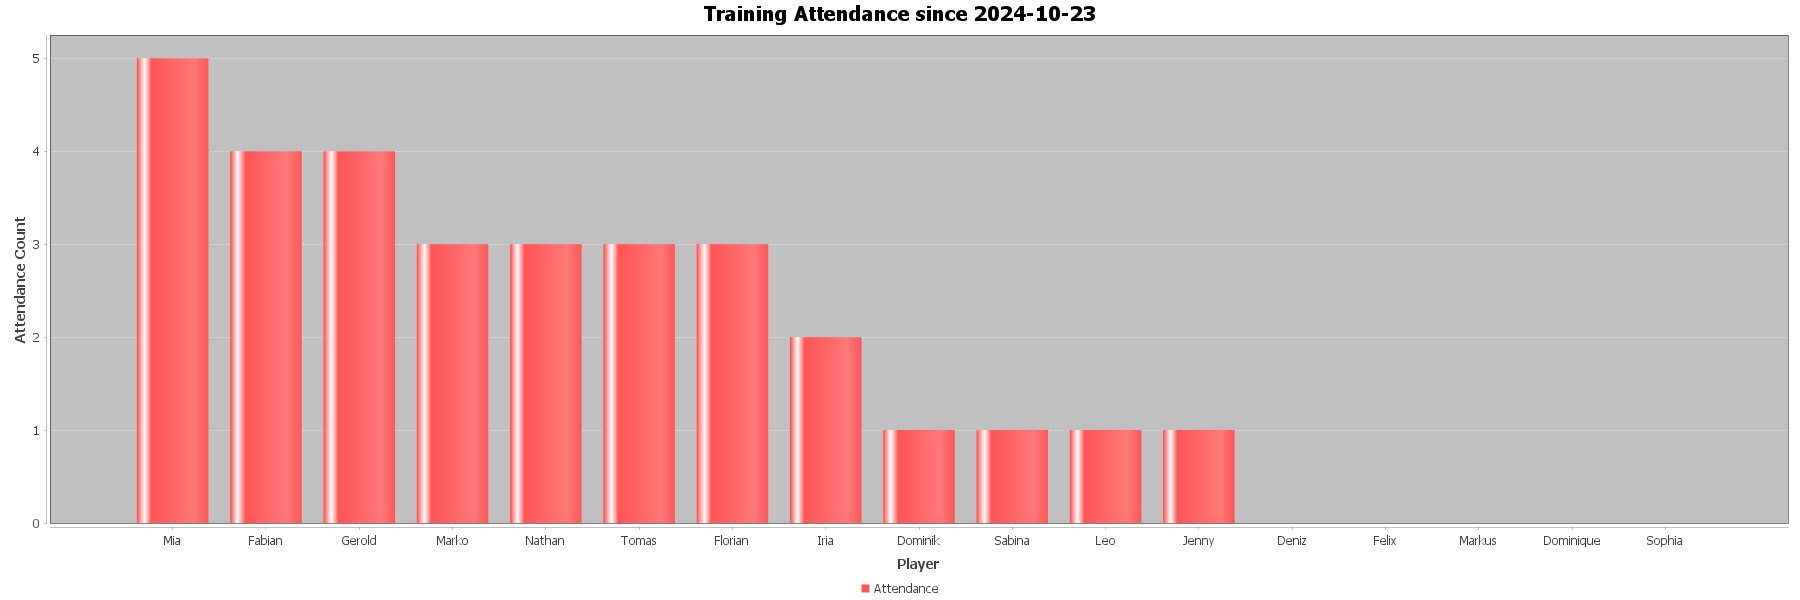 Training Attendance since 2024-10-23
Attendance Count
5
4
3
2
1
0
Mia Fabian Gerold Marko Nathan Tomas Florian Iria Dominik Sabina Leo Jenny Deniz Felix Markus Dominique Sophia
Player
Attendance